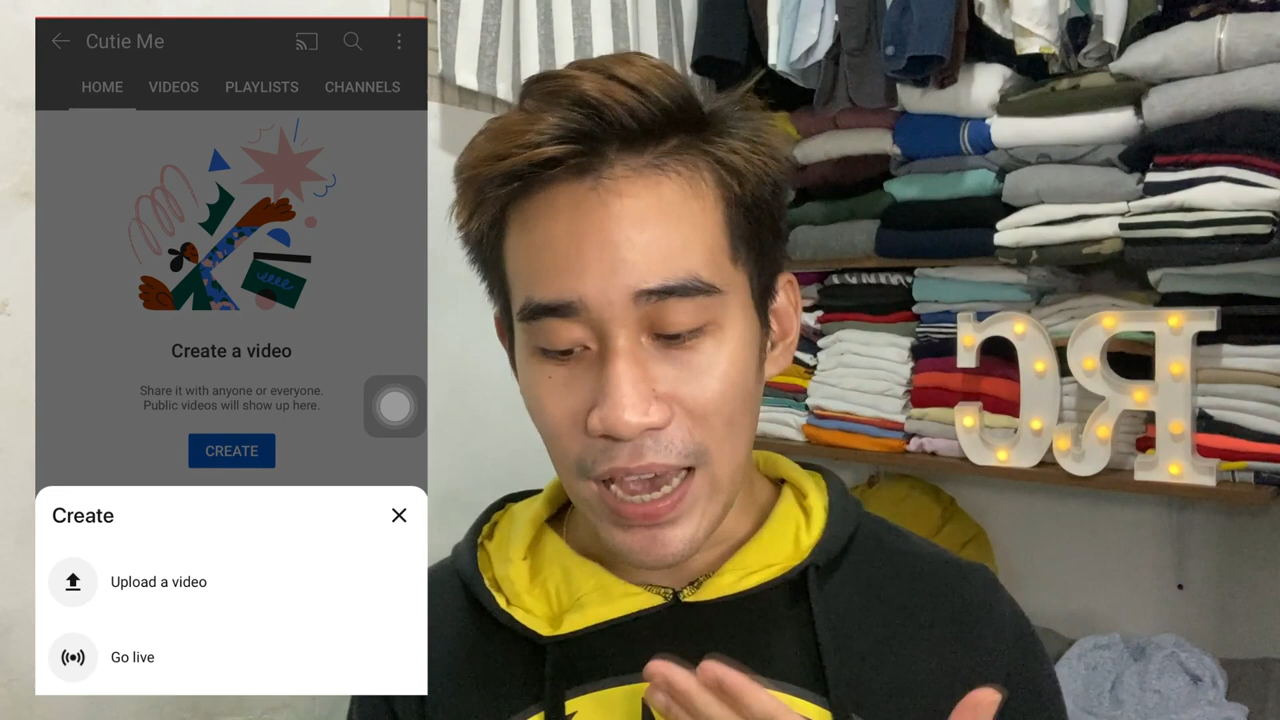 Cutie Me
HOME VIDEOS PLAYLISTS CHANNELS
Create a video
Share it with anyone or everyone.
Public videos will show up here.
CREATE
Create
Upload a video
Go live
RC